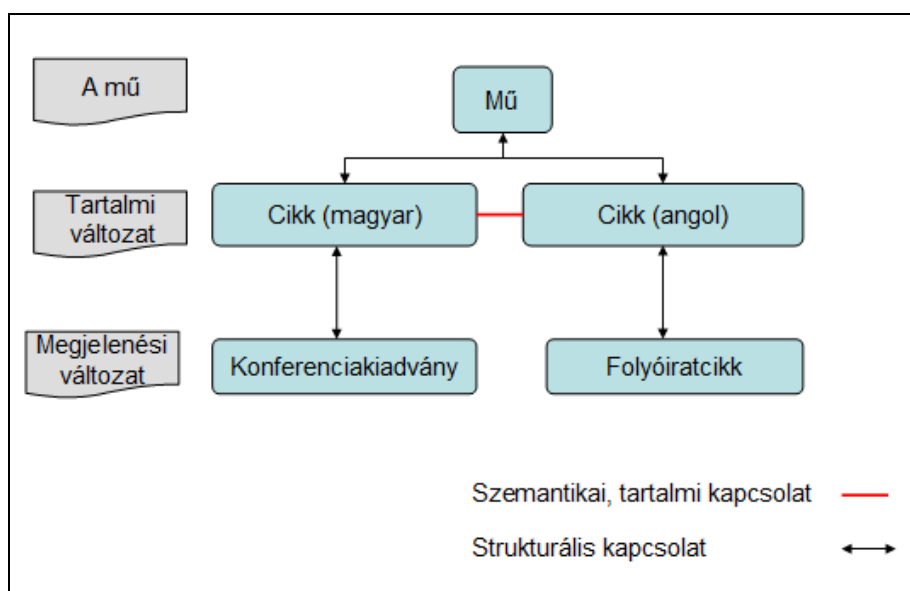 A mű
Mű
Tartalmi
változat
Cikk (magyar)
Cikk (angol)
Megjelenési
változat
Konferenciakiadvány
Folyóiratcikk
Szemantikai, tartalmi kapcsolat
Strukturális kapcsolat